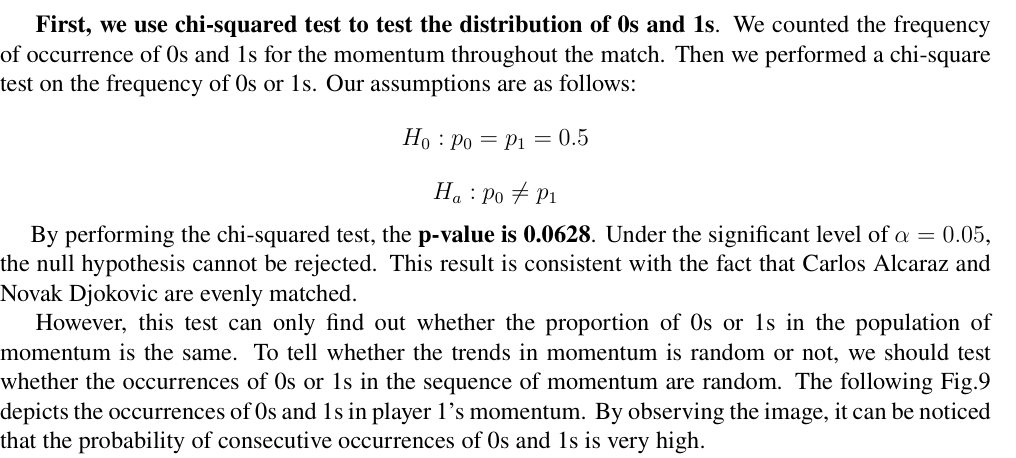 First, we use chi-squared test to test the distribution of 0s and 1s. We counted the frequency
of occurrence of 0s and 1s for the momentum throughout the match. Then we performed a chi-square
test on the frequency of 0s or 1s. Our assumptions are as follows:
H₀ : p₀ = p₁ = 0.5
Hₐ : p₀ ≠ p₁
By performing the chi-squared test, the p-value is 0.0628. Under the significant level of α = 0.05,
the null hypothesis cannot be rejected. This result is consistent with the fact that Carlos Alcaraz and
Novak Djokovic are evenly matched.
However, this test can only find out whether the proportion of 0s or 1s in the population of
momentum is the same. To tell whether the trends in momentum is random or not, we should test
whether the occurrences of 0s or 1s in the sequence of momentum are random. The following Fig.9
depicts the occurrences of 0s and 1s in player 1's momentum. By observing the image, it can be noticed
that the probability of consecutive occurrences of 0s and 1s is very high.